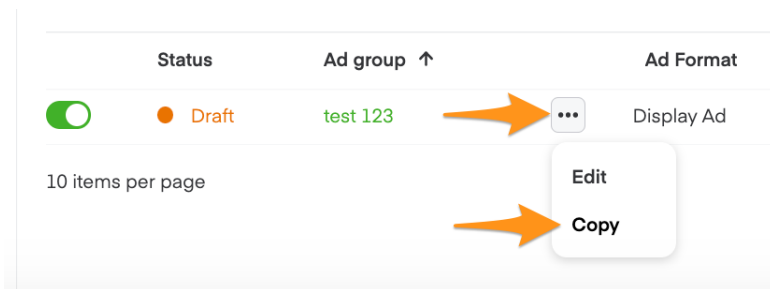 Status Ad group ↑ Ad Format
Draft test 123 ••• Display Ad
Edit
10 items per page
Copy